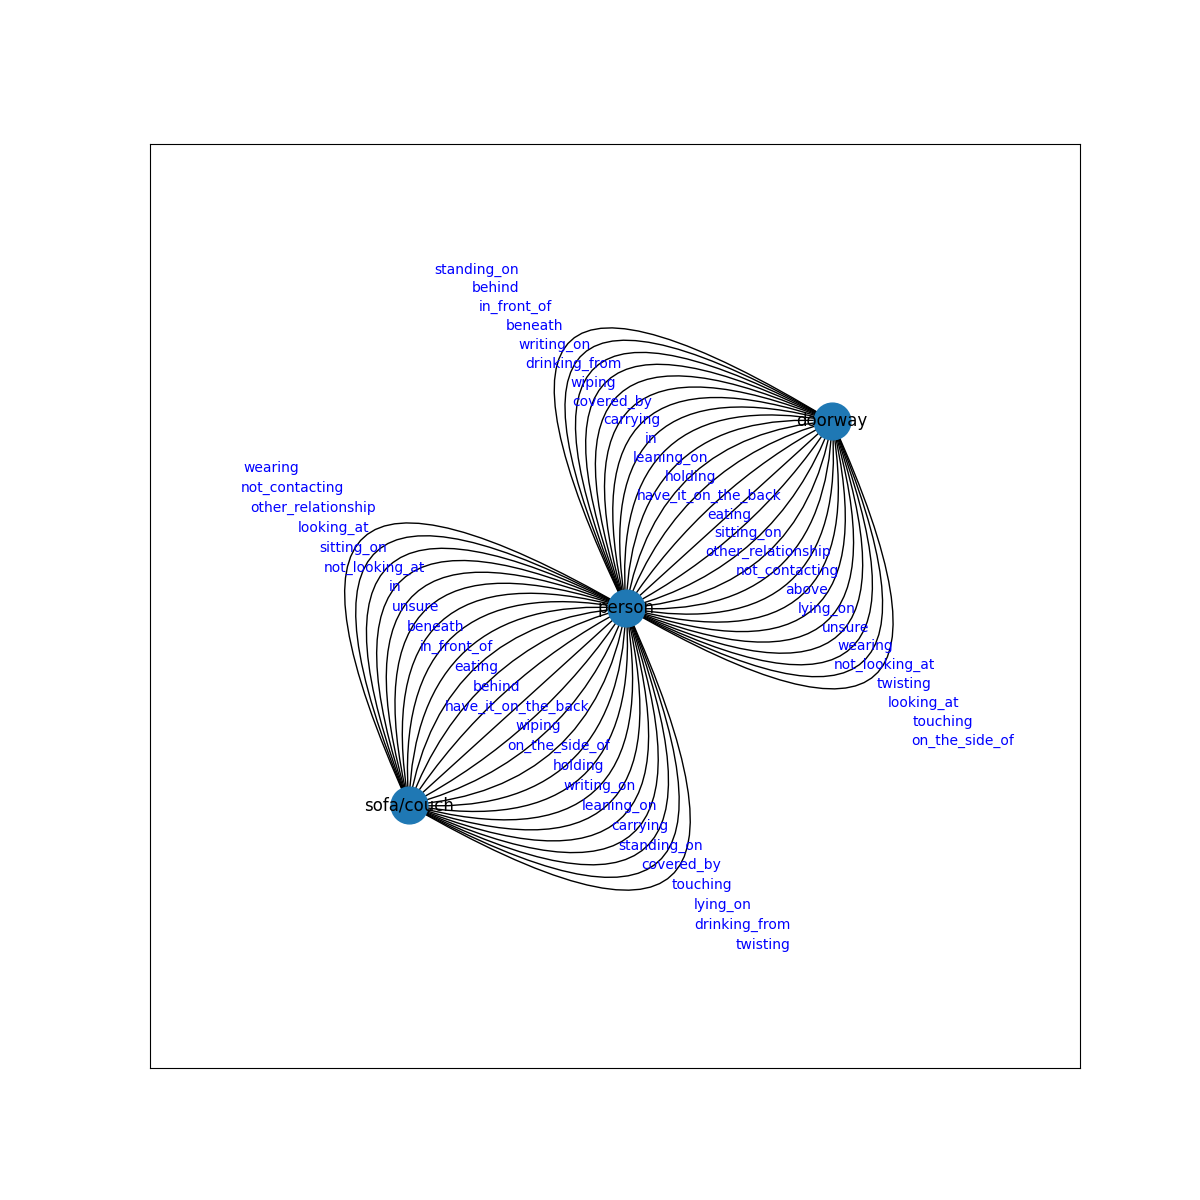 standing_on
behind
in_front_of
beneath
writing_on
drinking_from
wiping
covered_by
carrying
doorway
in
leaning_on
holding
have_it_on_the_back
eating
sitting_on
other_relationship
not_contacting
above
lying_on
unsure
wearing
not_looking_at
twisting
looking_at
touching
on_the_side_of
person
wearing
not_contacting
other_relationship
looking_at
sitting_on
not_looking_at
in
unsure
beneath
in_front_of
eating
behind
have_it_on_the_back
wiping
on_the_side_of
holding
writing_on
leaning_on
carrying
standing_on
covered_by
touching
lying_on
drinking_from
twisting
sofa/couch